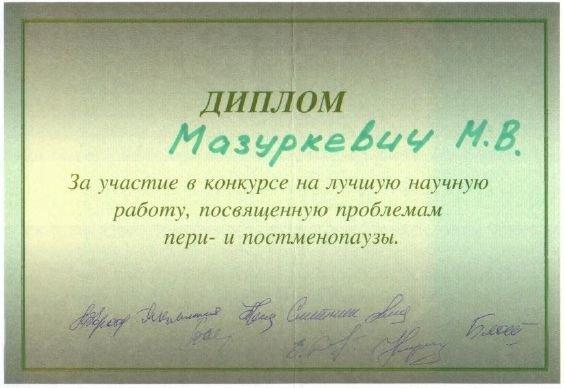 ДИПЛОМ
Мазуркевич М.В.
За участие в конкурсе на лучшую научную
работу, посвященную проблемам
пери- и постменопаузы.